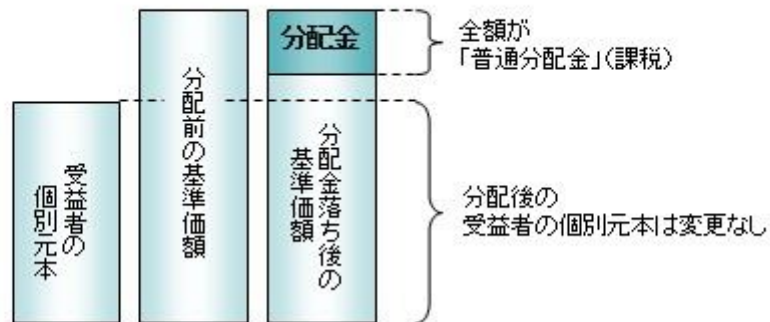 受益者の
個別元本
分配前の基準価額
分配金
分配金落ち後の
基準価額
全額が
「普通分配金」(課税)
分配後の
受益者の個別元本は変更なし